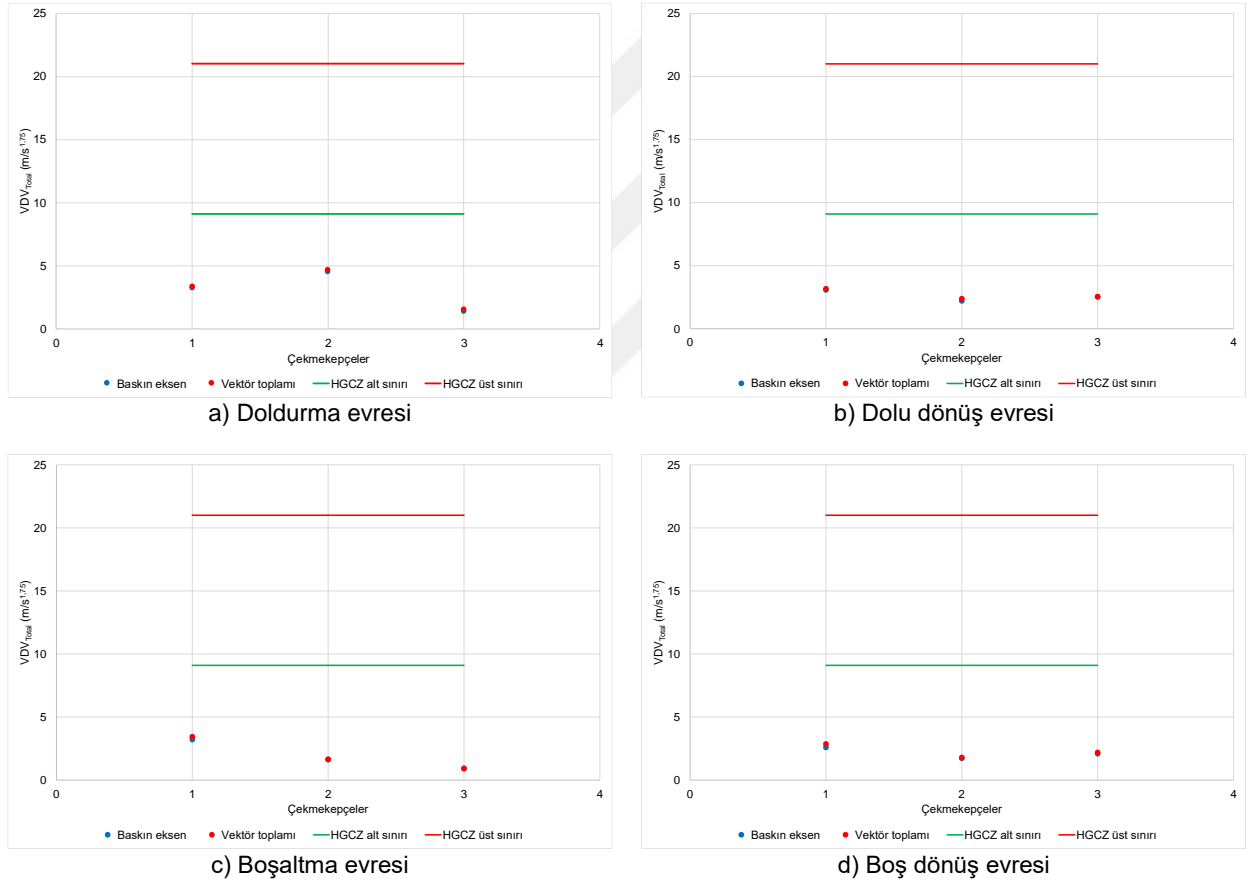 25
20
15
10
5
0
VDVTotal (m/s1.75)
0 1 2 3 4
Çekmekepçeler
Baskın eksen Vektör toplamı HGCZ alt sınırı HGCZ üst sınırı
a) Doldurma evresi
25
20
15
10
5
0
VDVTotal (m/s1.75)
0 1 2 3 4
Çekmekepçeler
Baskın eksen Vektör toplamı HGCZ alt sınırı HGCZ üst sınırı
b) Dolu dönüş evresi
25
20
15
10
5
0
VDVTotal (m/s1.75)
0 1 2 3 4
Çekmekepçeler
Baskın eksen Vektör toplamı HGCZ alt sınırı HGCZ üst sınırı
c) Boşaltma evresi
25
20
15
10
5
0
VDVTotal (m/s1.75)
0 1 2 3 4
Çekmekepçeler
Baskın eksen Vektör toplamı HGCZ alt sınırı HGCZ üst sınırı
d) Boş dönüş evresi